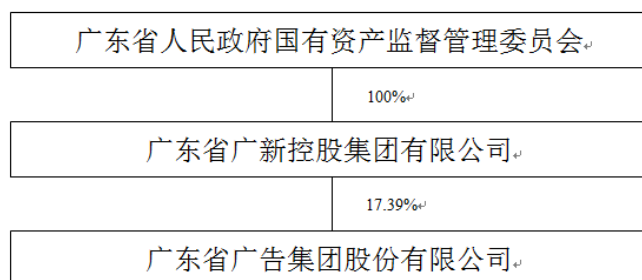 广东省人民政府国有资产监督管理委员会
100%
广东省广新控股集团有限公司
17.39%
广东省广告集团股份有限公司